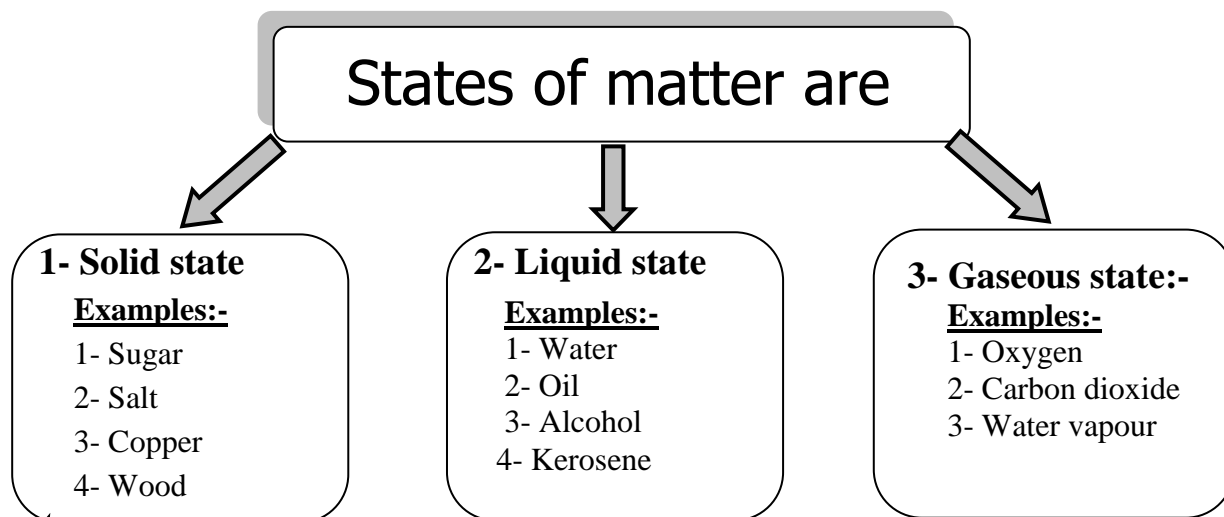 States of matter are
1- Solid state
Examples:-
1- Sugar
2- Salt
3- Copper
4- Wood
2- Liquid state
Examples:-
1- Water
2- Oil
3- Alcohol
4- Kerosene
3- Gaseous state:-
Examples:-
1- Oxygen
2- Carbon dioxide
3- Water vapour